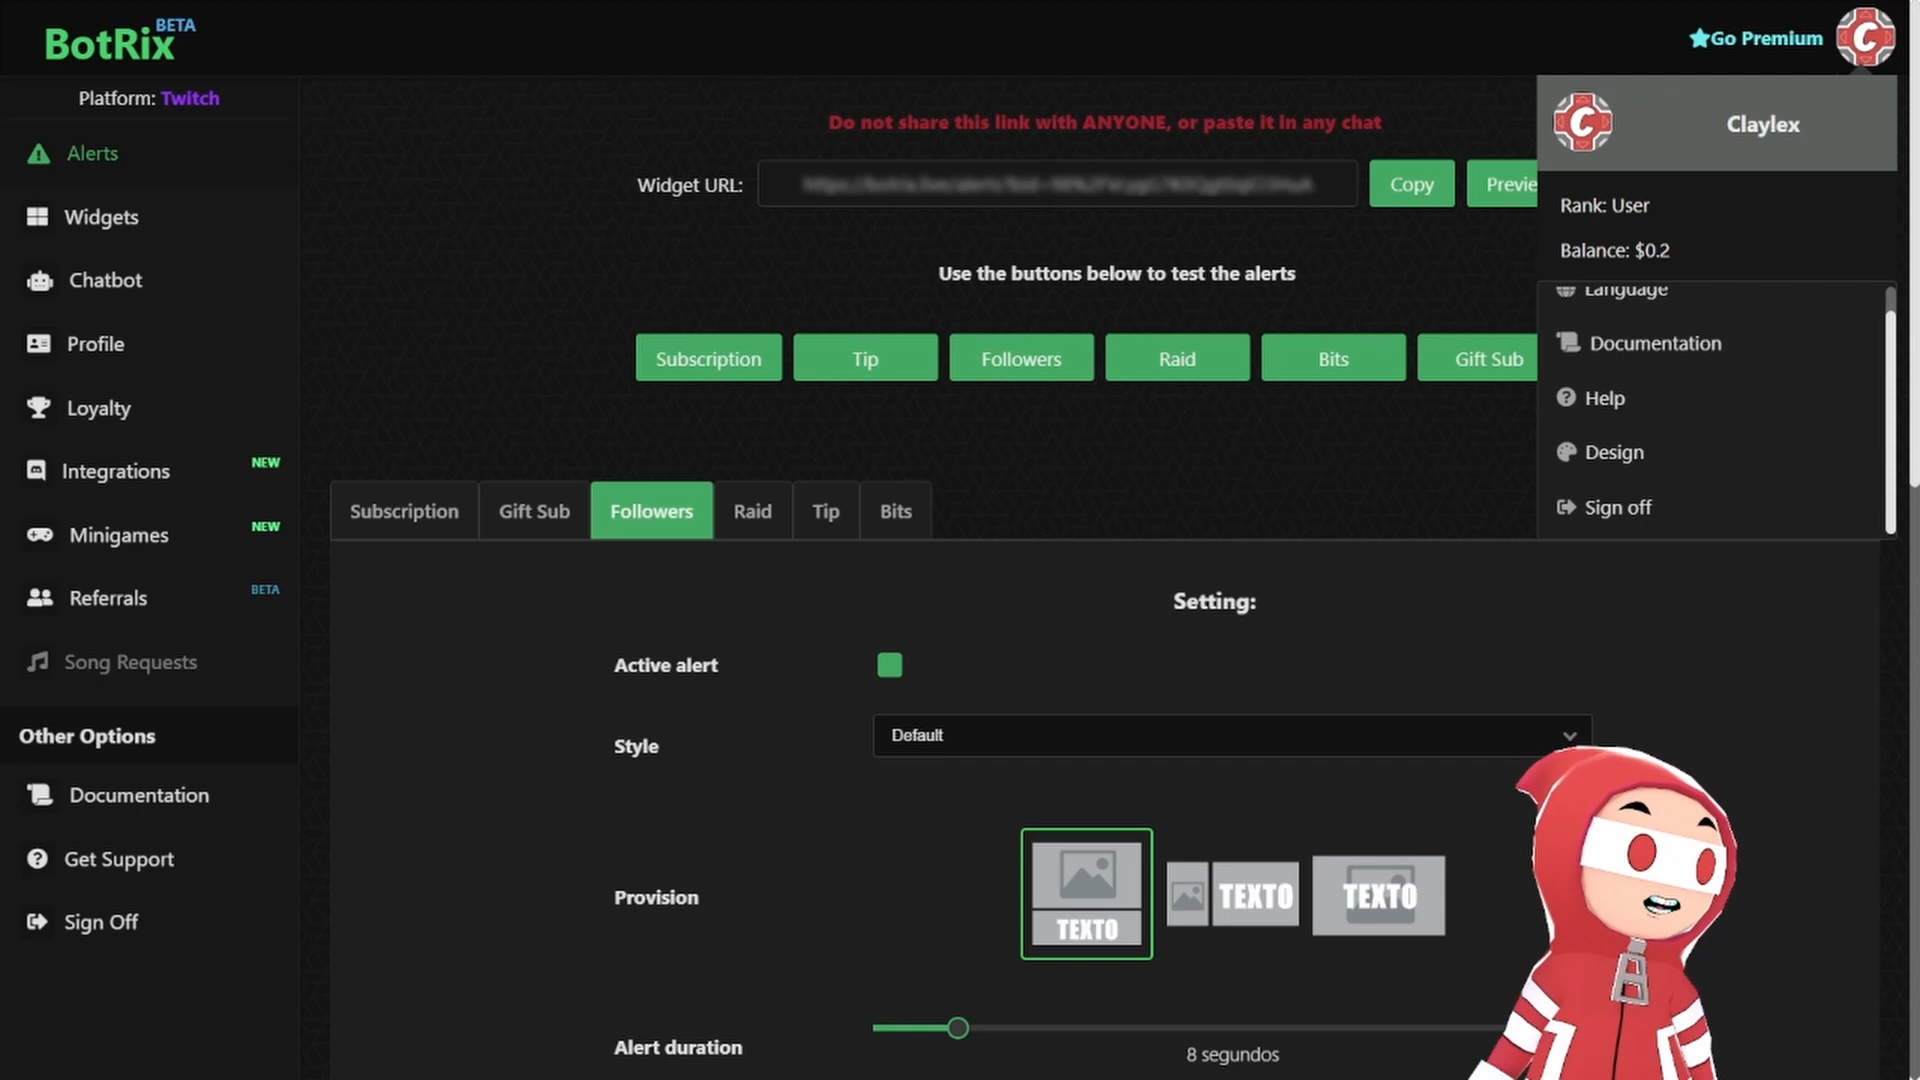 BotRix BETA
Go Premium
Platform: Twitch
Alerts
Widgets
Chatbot
Profile
Loyalty
Integrations NEW
Minigames NEW
Referrals BETA
Song Requests
Other Options
Documentation
Get Support
Sign Off
Do not share this link with ANYONE, or paste it in any chat
Widget URL:
Copy
Previe
Use the buttons below to test the alerts
Subscription
Tip
Followers
Raid
Bits
Gift Sub
Subscription
Gift Sub
Followers
Raid
Tip
Bits
Setting:
Active alert
Style
Default
Provision
TEXTO
TEXTO
TEXTO
Alert duration
8 segundos
C
C
Claylex
Rank: User
Balance: $0.2
Language
Documentation
Help
Design
Sign off